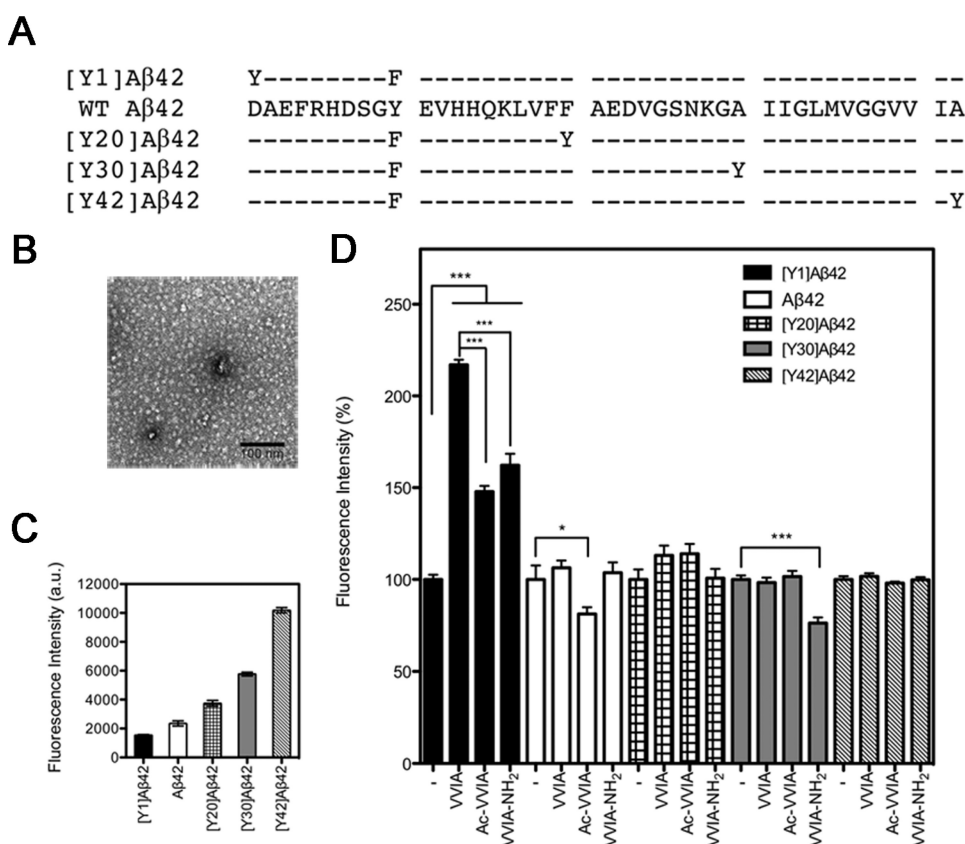 A
[Y1]Aβ42 Y--------F ---------- ---------- ---------- --
WT Aβ42 DAEFRHDSGY EVHHQKLVFF AEDVGSNKGA IIGLMVGGVV IA
[Y20]Aβ42 ---------F ---------Y ---------- ---------- --
[Y30]Aβ42 ---------F ---------- ---------Y ---------- --
[Y42]Aβ42 ---------F ---------- ---------- ---------- -Y
B
100 nm
C
Fluorescence Intensity (a.u.)
12000
10000
8000
6000
4000
2000
0
[Y1]Aβ42
Aβ42
[Y20]Aβ42
[Y30]Aβ42
[Y42]Aβ42
D
Fluorescence Intensity (%)
250
200
150
100
50
0
***
***
***
*
***
[Y1]Aβ42
Aβ42
[Y20]Aβ42
[Y30]Aβ42
[Y42]Aβ42
-
VVIA
Ac-VVIA
VVIA-NH2
-
VVIA
Ac-VVIA
VVIA-NH2
-
VVIA
Ac-VVIA
VVIA-NH2
-
VVIA
Ac-VVIA
VVIA-NH2
-
VVIA
Ac-VVIA
VVIA-NH2